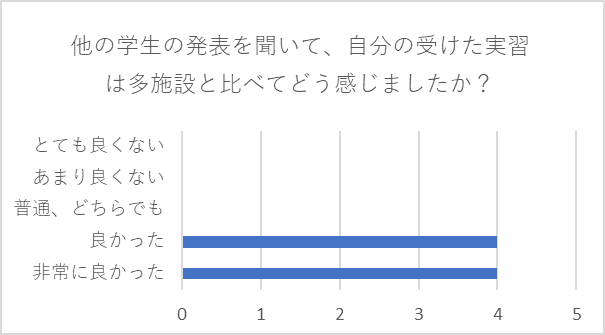 他の学生の発表を聞いて、自分の受けた実習
は多施設と比べてどう感じましたか？
とても良くない
あまり良くない
普通、どちらでも
良かった
非常に良かった
0 1 2 3 4 5